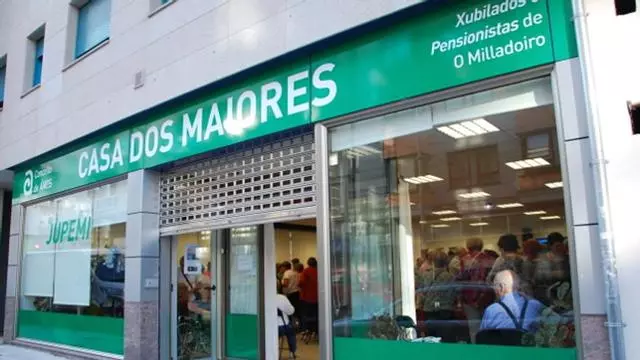 Xubilados e
Pensionistas de
O Milladoiro
CASA DOS MAIORES
Concello
de Ames
JUPEMI